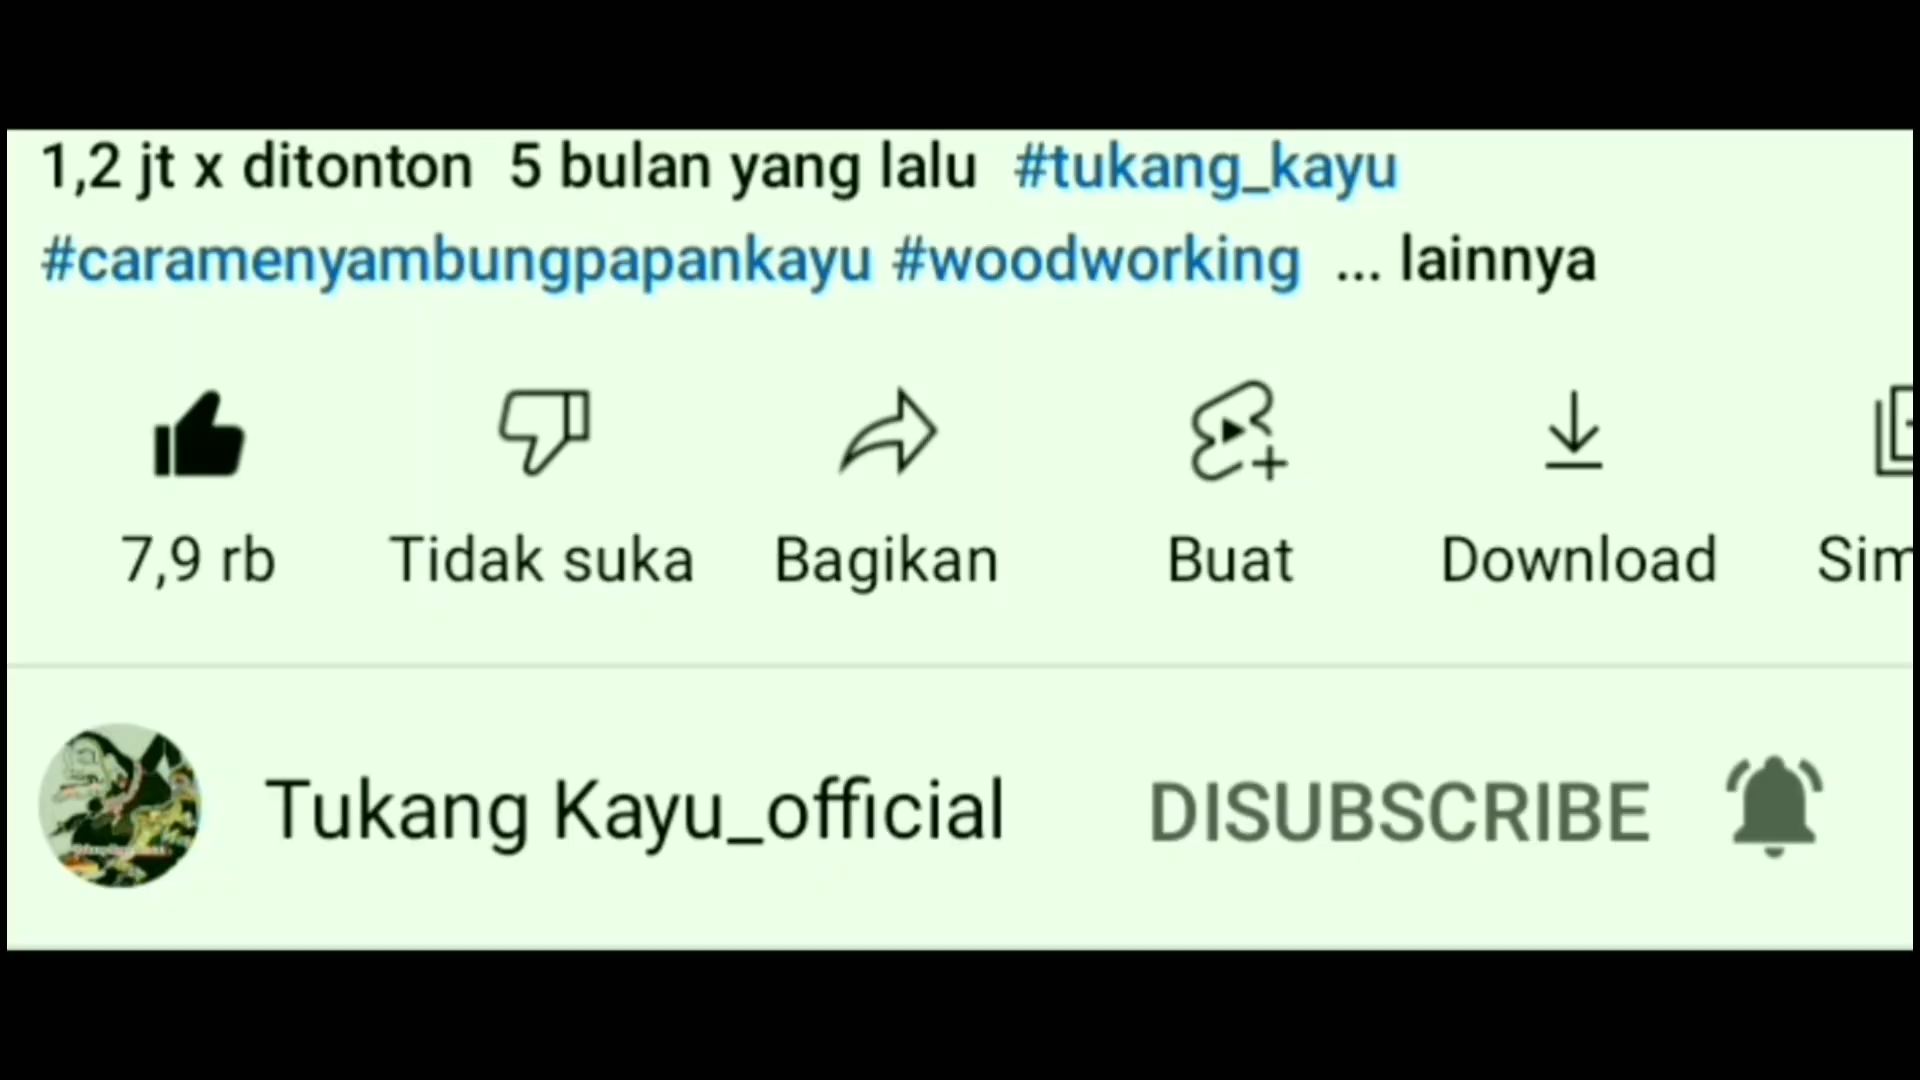 1,2 jt x ditonton 5 bulan yang lalu #tukang_kayu
#caramenyambungpapankayu #woodworking ... lainnya
7,9 rb Tidak suka Bagikan Buat Download Sim
Tukang Kayu_official DISUBSCRIBE